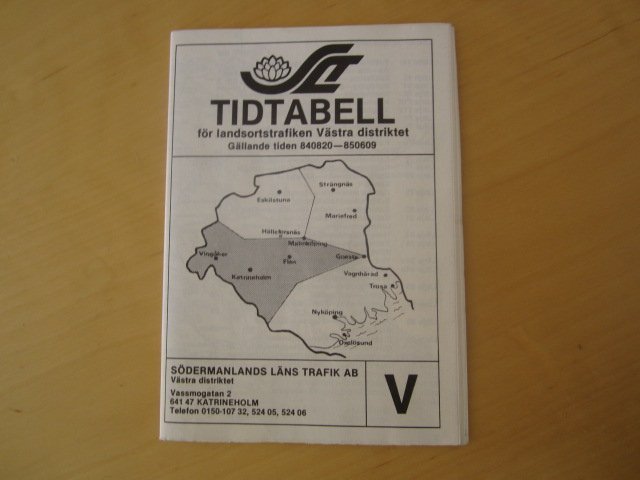 SLT
TIDTABELL
för landsortstrafiken Västra distriktet
Gällande tiden 840820—850609
Strängnäs
Eskilstuna
Mariefred
Hälleforsnäs
Malmköping
Vingåker
Flen
Gnesta
Katrineholm
Vagnhärad
Trosa
Nyköping
Oxelösund
SÖDERMANLANDS LÄNS TRAFIK AB
Västra distriktet
Vassmogatan 2
641 47 KATRINEHOLM
Telefon 0150-107 32, 524 05, 524 06
V